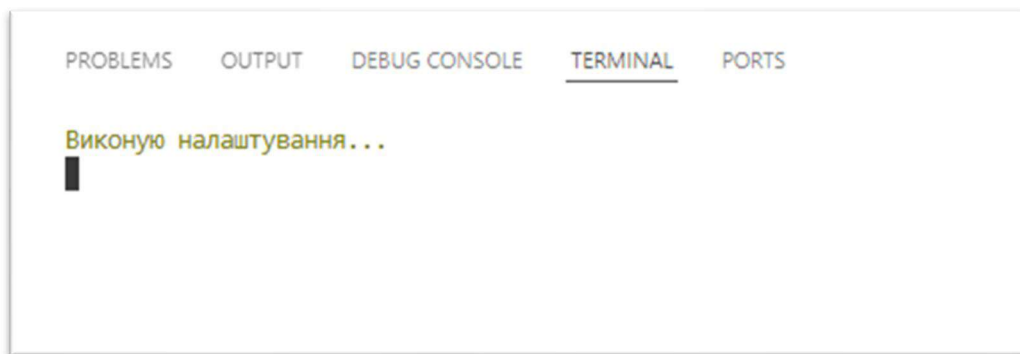 PROBLEMS OUTPUT DEBUG CONSOLE TERMINAL PORTS
Виконую налаштування...